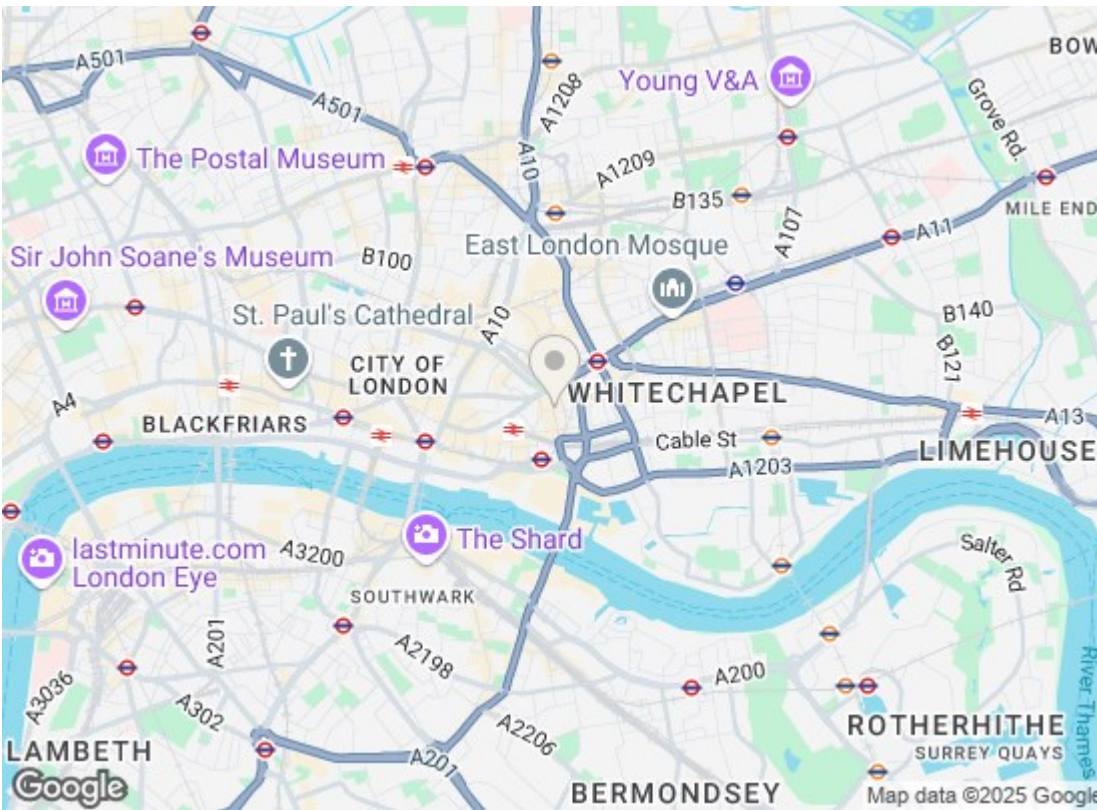 A501
A1208
Young V&A
BOW
A501
Grove Rd.
The Postal Museum
A10
A1209
B135
A107
MILE END
A11
Sir John Soane's Museum
B100
East London Mosque
St. Paul's Cathedral
A10
B140
CITY OF
LONDON
B121
A4
WHITECHAPEL
BLACKFRIARS
A13
Cable St
LIMEHOUSE
A1203
lastminute.com
London Eye
A3200
The Shard
Salter Rd
SOUTHWARK
A201
A2198
A200
A3036
A302
A2206
River Thames
ROTHERHITHE
SURREY QUAYS
LAMBETH
A201
Google
BERMONDSEY
Map data ©2025 Google